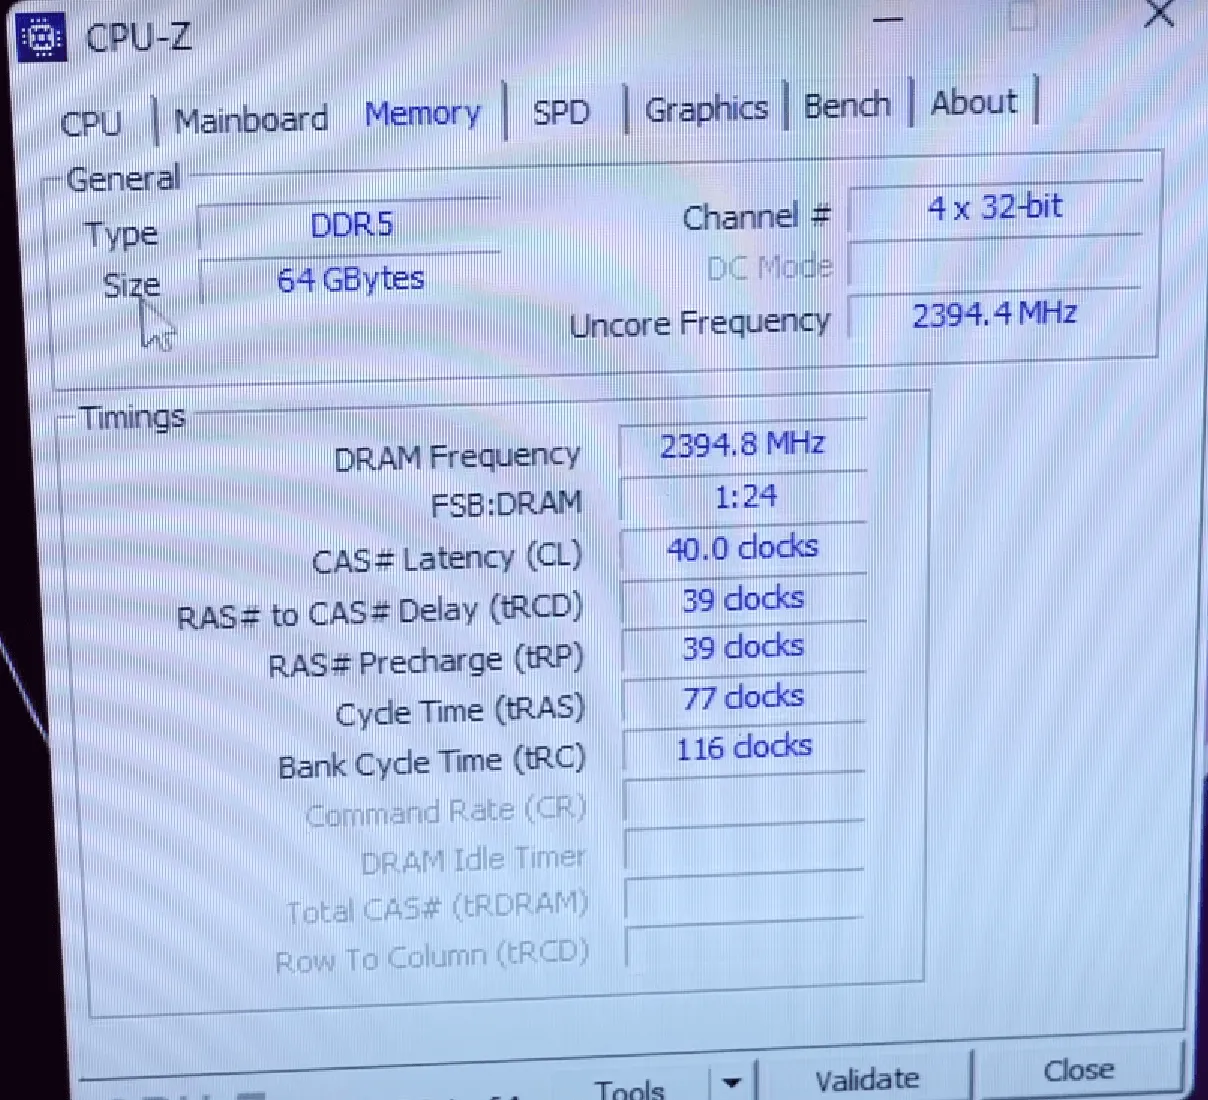 CPU-Z
CPU Mainboard Memory SPD Graphics Bench About
General
Type DDR5 Channel # 4 x 32-bit
DC Mode
Size 64 GBytes
Uncore Frequency 2394.4 MHz
Timings
DRAM Frequency 2394.8 MHz
FSB:DRAM 1:24
CAS# Latency (CL) 40.0 clocks
RAS# to CAS# Delay (tRCD) 39 clocks
RAS# Precharge (tRP) 39 clocks
Cycle Time (tRAS) 77 clocks
Bank Cycle Time (tRC) 116 clocks
Command Rate (CR)
DRAM Idle Timer
Total CAS# (tRDRAM)
Row To Column (tRCD)
Tools Validate Close